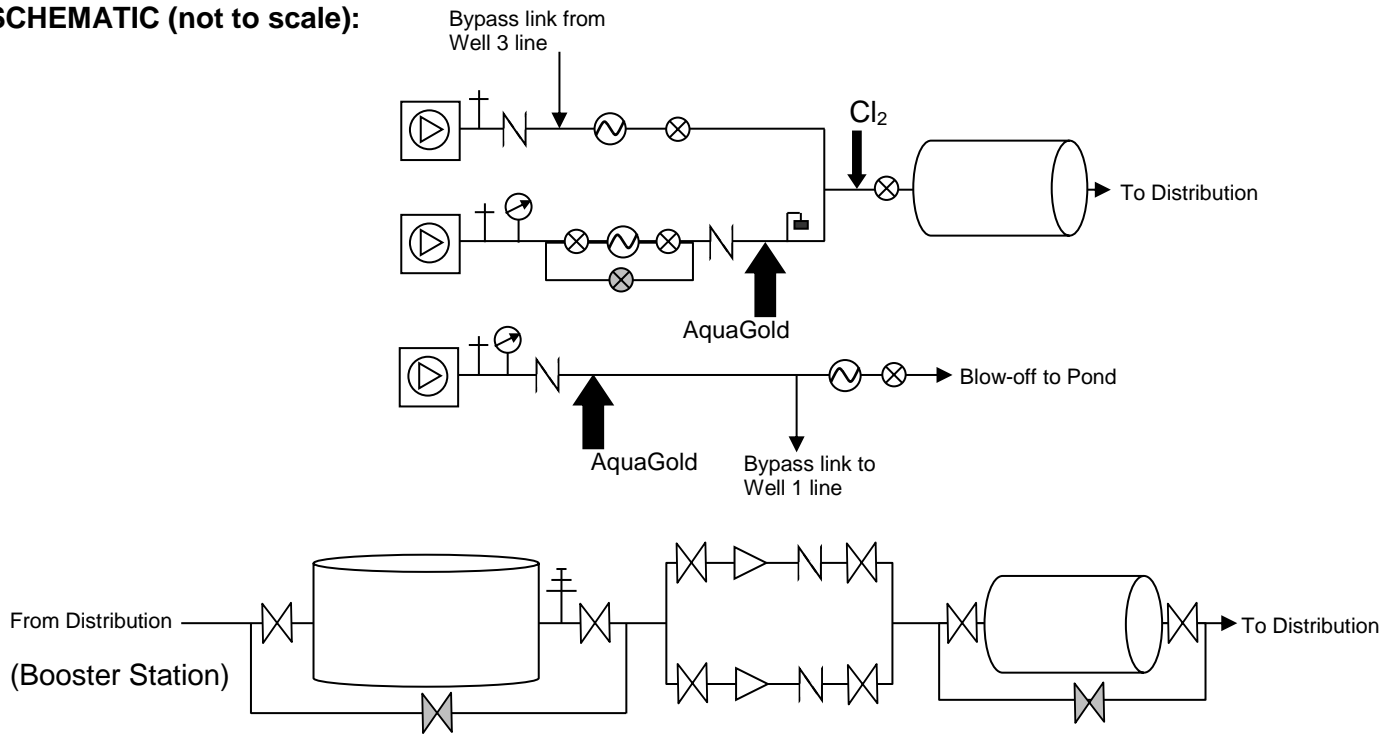 SCHEMATIC (not to scale):
Bypass link from
Well 3 line
Cl₂
To Distribution
AquaGold
Blow-off to Pond
AquaGold
Bypass link to
Well 1 line
From Distribution
To Distribution
(Booster Station)